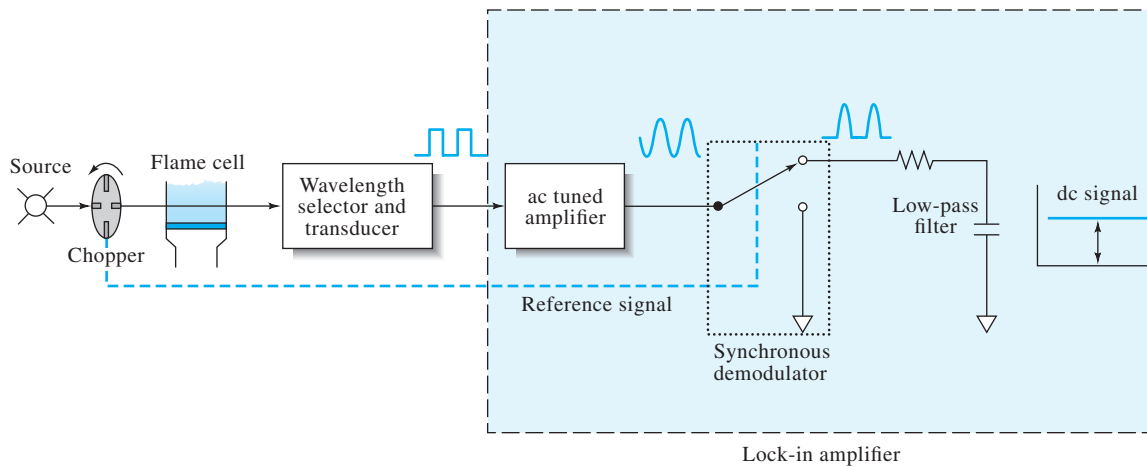 Source
Flame cell
Chopper
Wavelength
selector and
transducer
ac tuned
amplifier
Reference signal
Synchronous
demodulator
Low-pass
filter
dc signal
Lock-in amplifier